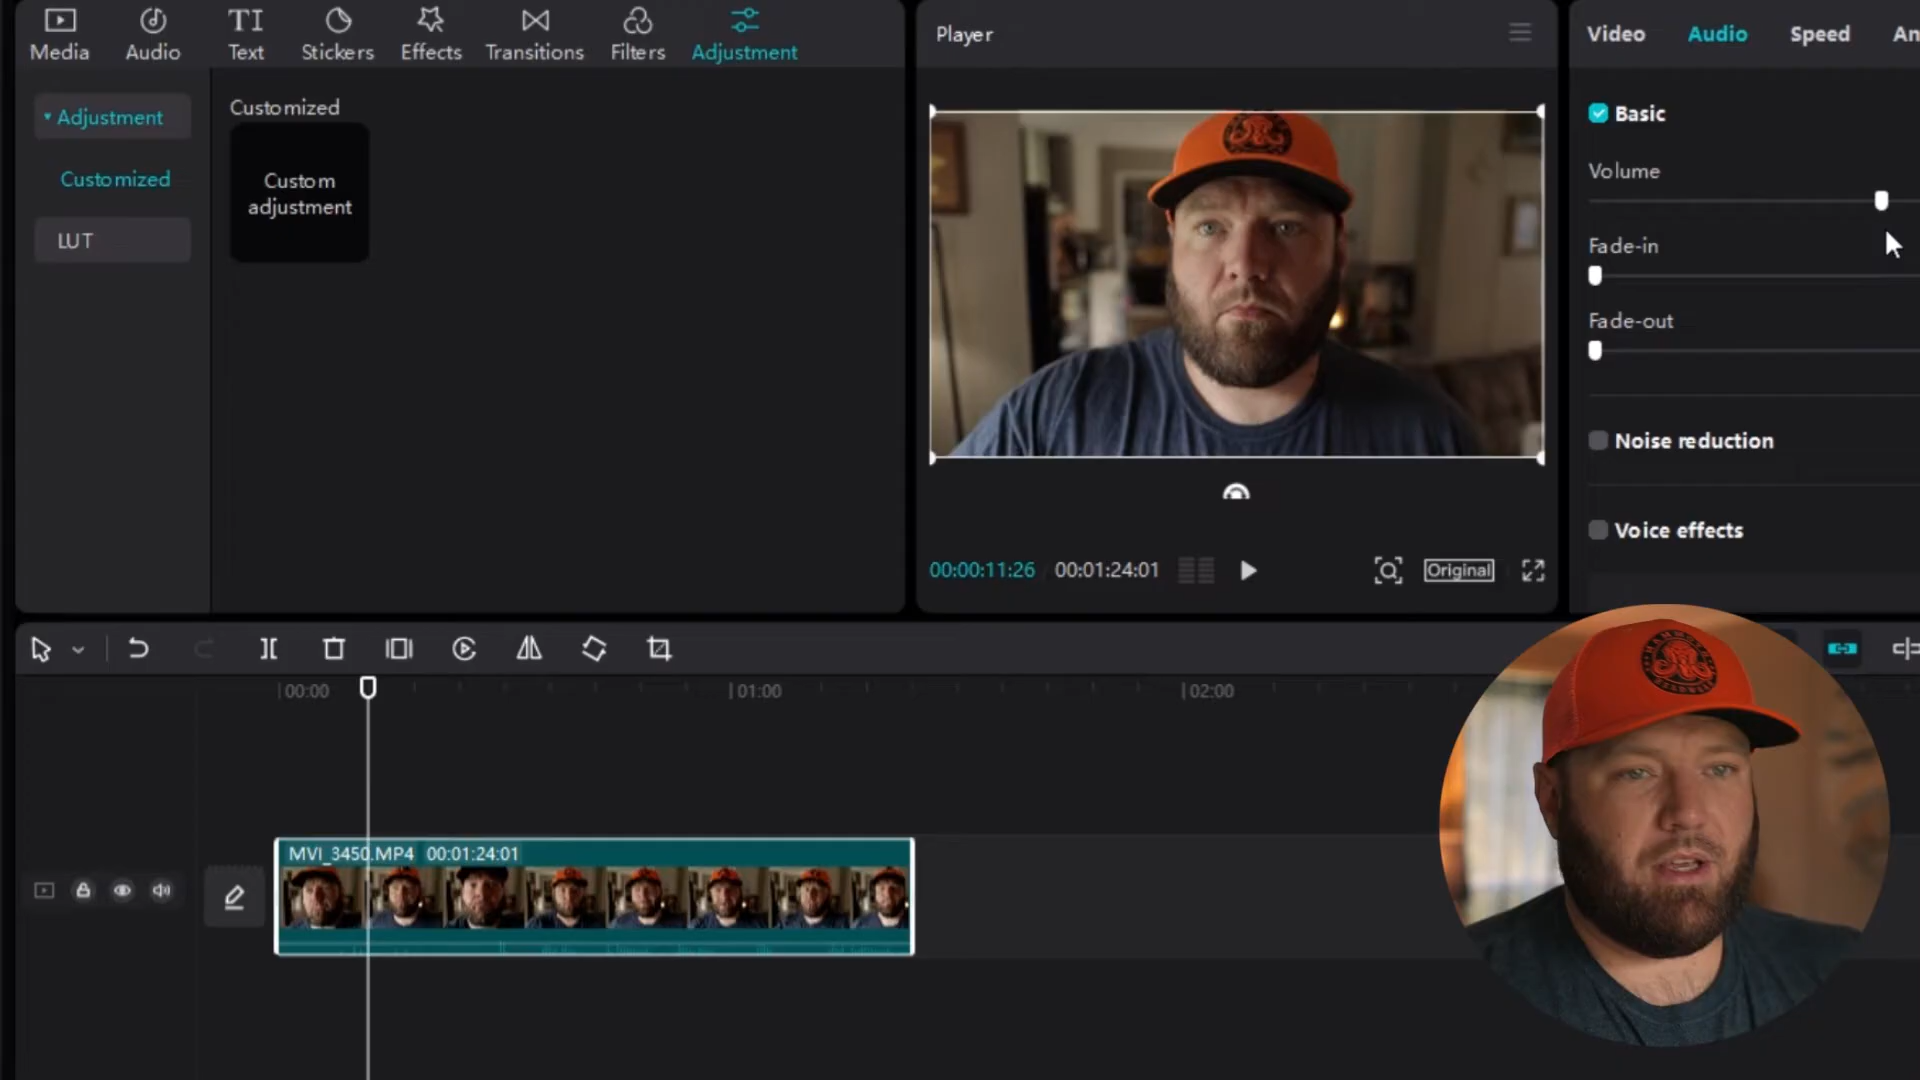 Media Audio Text Stickers Effects Transitions Filters Adjustment
Adjustment
Customized
LUT
Customized
Custom
adjustment
Player
00:00:11:26 00:01:24:01
Original
Video Audio Speed An
Basic
Volume
Fade-in
Fade-out
Noise reduction
Voice effects
00:00 01:00 02:00
MVI_3450.MP4 00:01:24:01